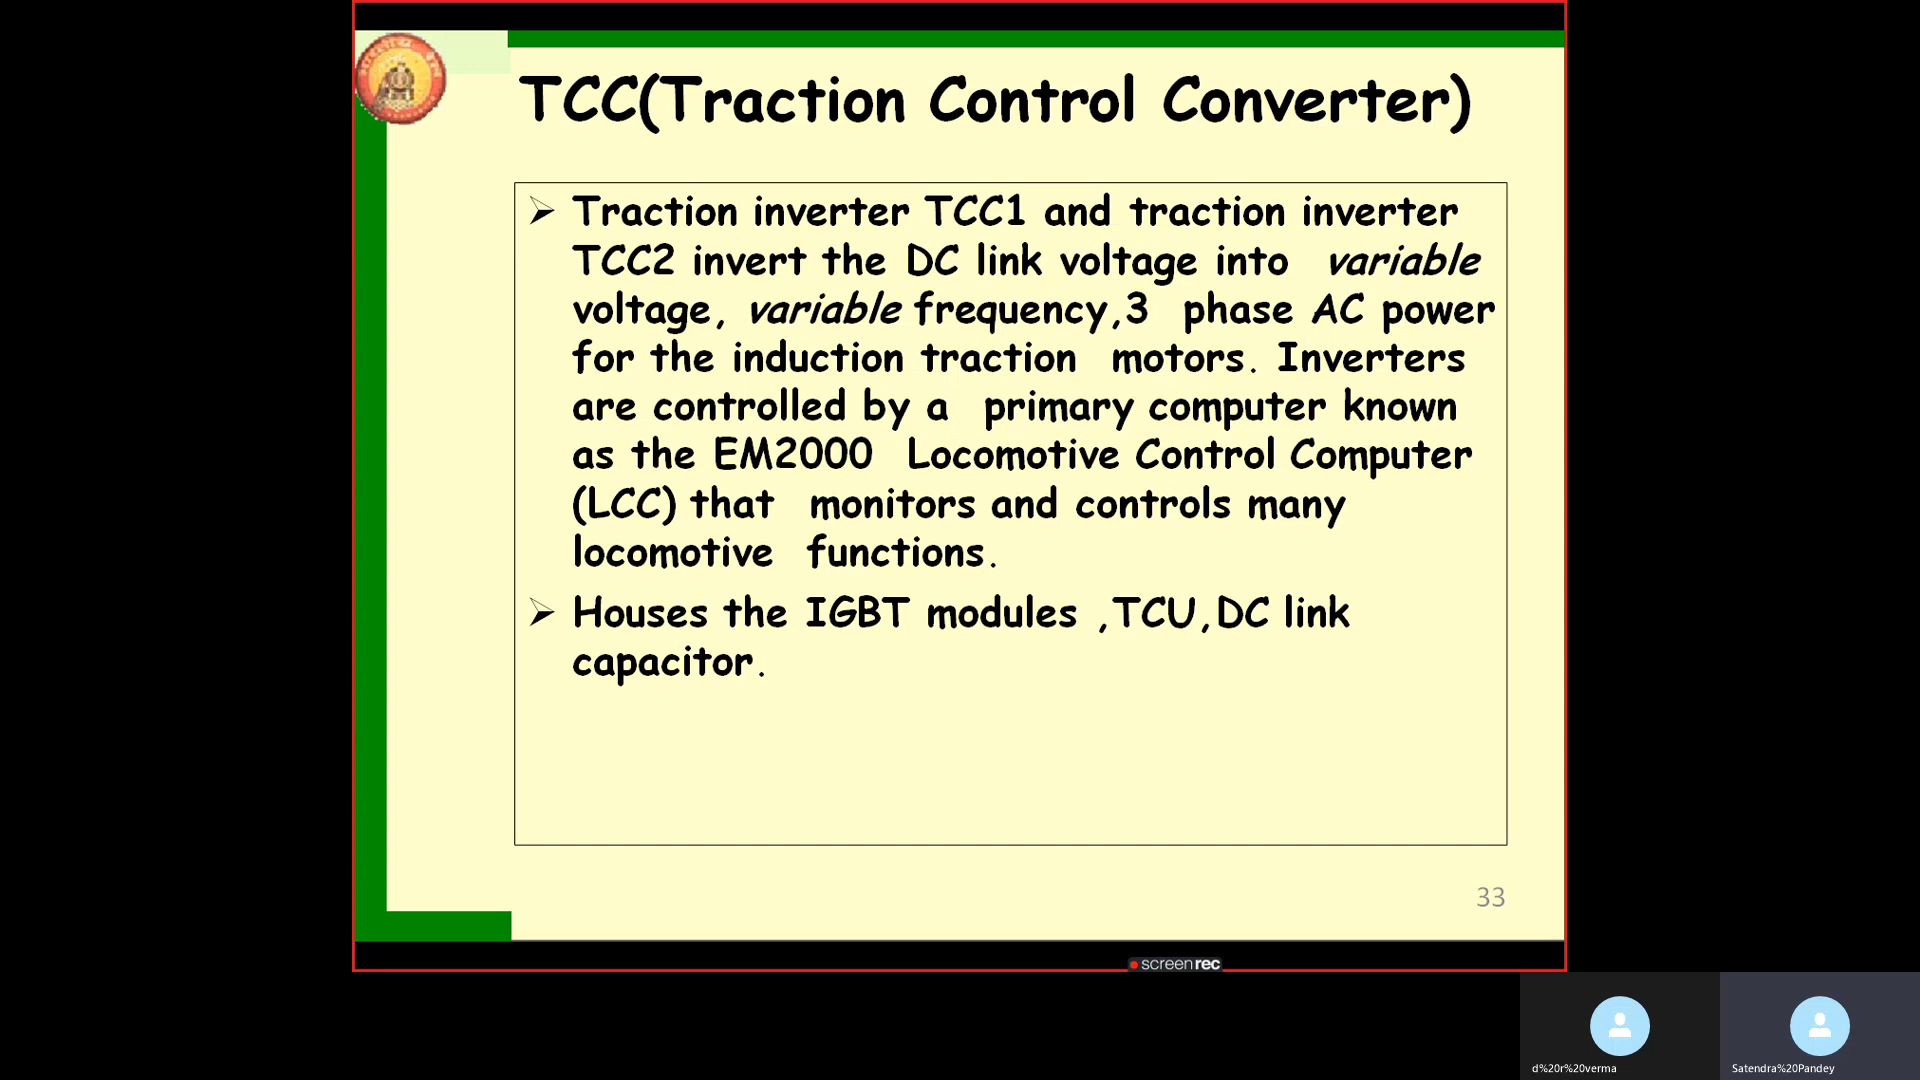 TCC(Traction Control Converter)
➢ Traction inverter TCC1 and traction inverter
TCC2 invert the DC link voltage into variable
voltage, variable frequency,3 phase AC power
for the induction traction motors. Inverters
are controlled by a primary computer known
as the EM2000 Locomotive Control Computer
(LCC) that monitors and controls many
locomotive functions.
➢ Houses the IGBT modules ,TCU,DC link
capacitor.
33
screenrec
d%20r%20verma
Satendra%20Pandey